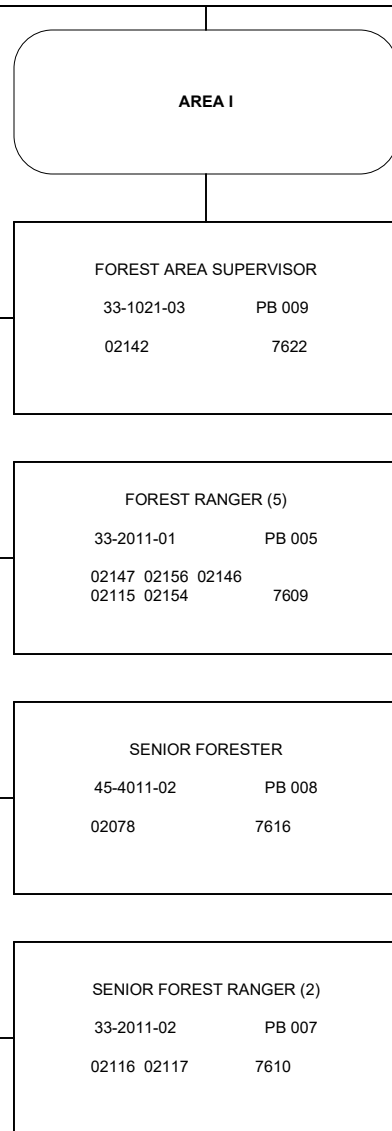 AREA I
FOREST AREA SUPERVISOR
33-1021-03 PB 009
02142 7622
FOREST RANGER (5)
33-2011-01 PB 005
02147 02156 02146
02115 02154 7609
SENIOR FORESTER
45-4011-02 PB 008
02078 7616
SENIOR FOREST RANGER (2)
33-2011-02 PB 007
02116 02117 7610